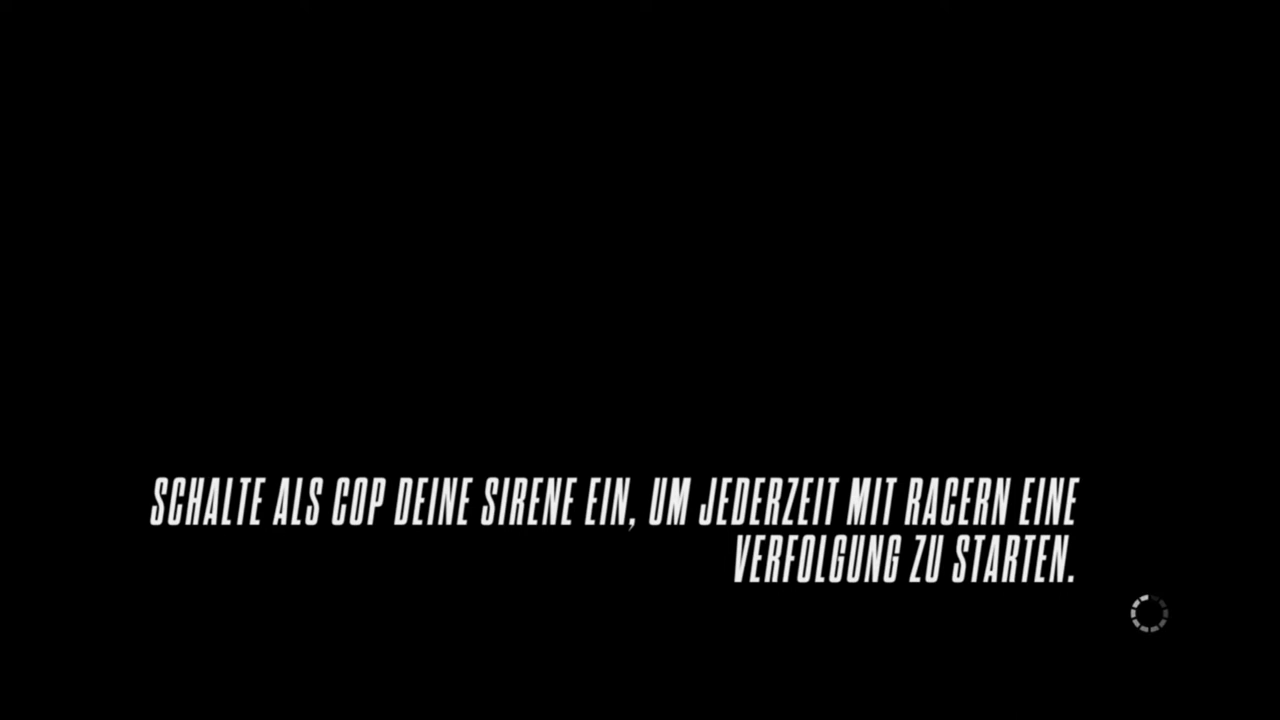 SCHALTE ALS COP DEINE SIRENE EIN, UM JEDERZEIT MIT RACERN EINE
VERFOLGUNG ZU STARTEN.